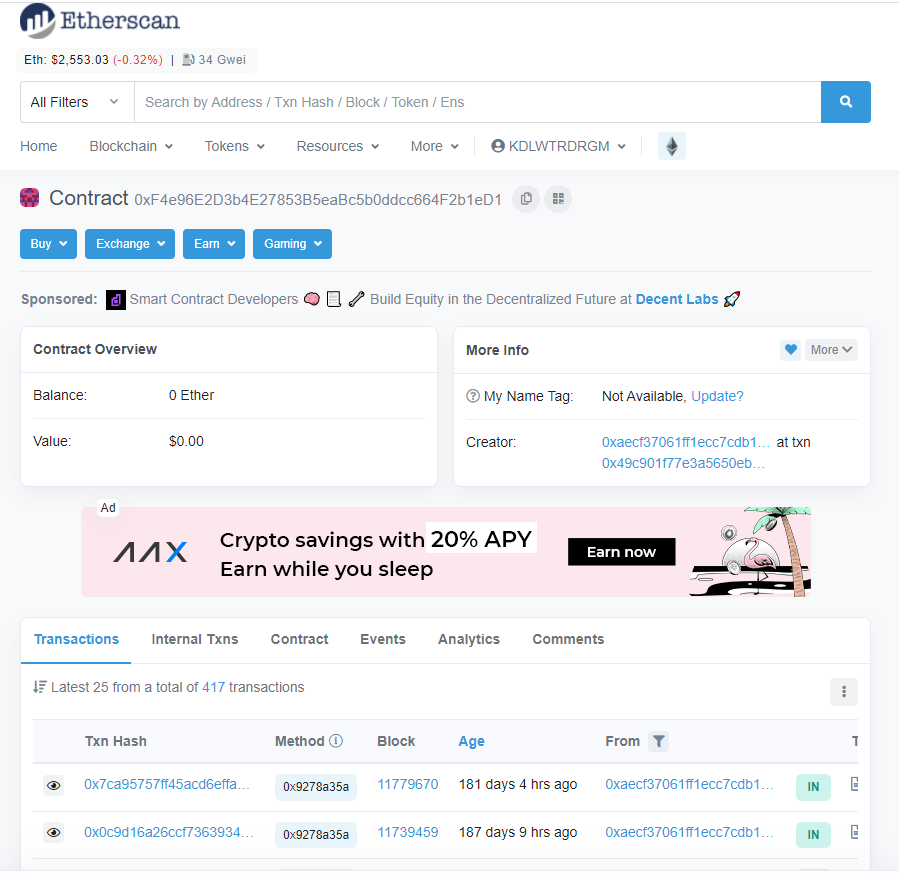 Etherscan
Eth: $2,553.03 (-0.32%) | 34 Gwei
All Filters Search by Address / Txn Hash / Block / Token / Ens
Home Blockchain Tokens Resources More KDLWTRDRGM
Contract 0xF4e96E2D3b4E27853B5eaBc5b0ddcc664F2b1eD1
Buy Exchange Earn Gaming
Sponsored: Smart Contract Developers 🧠 📃 🦴 Build Equity in the Decentralized Future at Decent Labs 🚀
Contract Overview
Balance: 0 Ether
Value: $0.00
More Info More
My Name Tag: Not Available, Update?
Creator: 0xaecf37061ff1ecc7cdb1... at txn
0x49c901f77e3a5650eb...
Ad
AAX
Crypto savings with 20% APY
Earn while you sleep
Earn now
Transactions Internal Txns Contract Events Analytics Comments
Latest 25 from a total of 417 transactions
Txn Hash Method Block Age From T
0x7ca95757ff45acd6effa... 0x9278a35a 11779670 181 days 4 hrs ago 0xaecf37061ff1ecc7cdb1... IN
0x0c9d16a26ccf7363934... 0x9278a35a 11739459 187 days 9 hrs ago 0xaecf37061ff1ecc7cdb1... IN